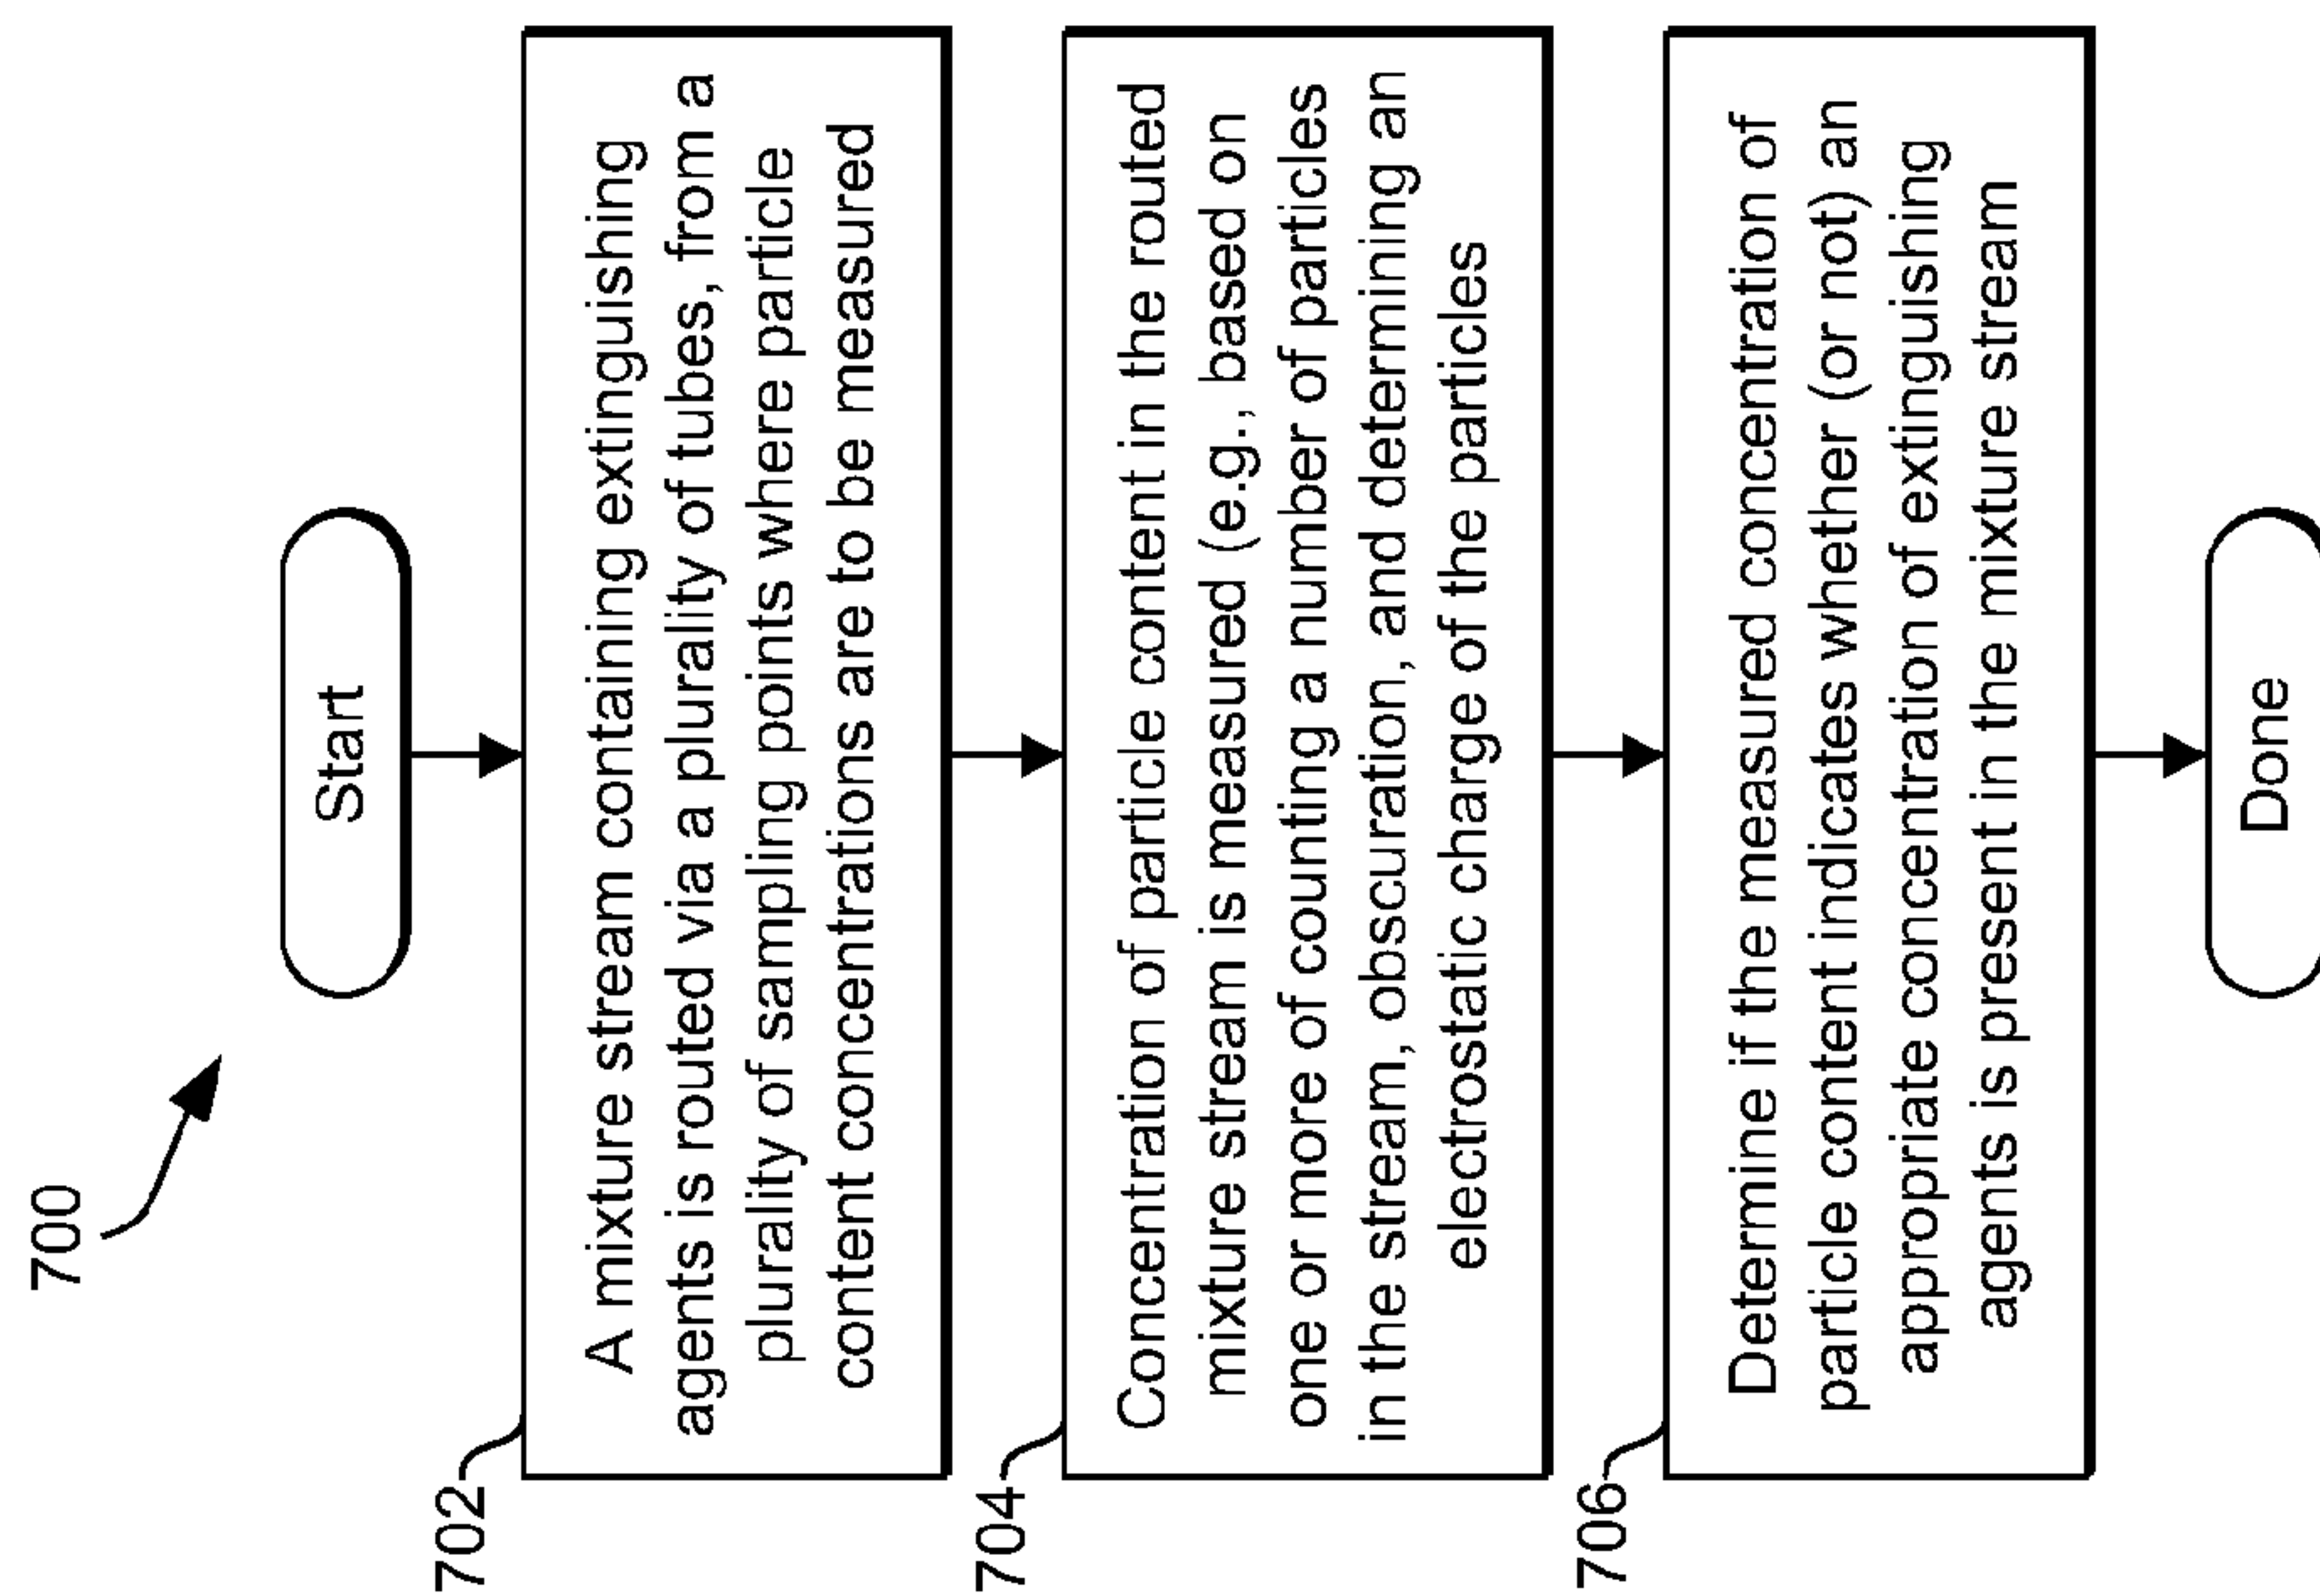 700
Start
702
A mixture stream containing extinguishing
agents is routed via a plurality of tubes, from a
plurality of sampling points where particle
content concentrations are to be measured
704
Concentration of particle content in the routed
mixture stream is measured (e.g., based on
one or more of counting a number of particles
in the stream, obscuration, and determining an
electrostatic charge of the particles
706
Determine if the measured concentration of
particle content indicates whether (or not) an
appropriate concentration of extinguishing
agents is present in the mixture stream
Done